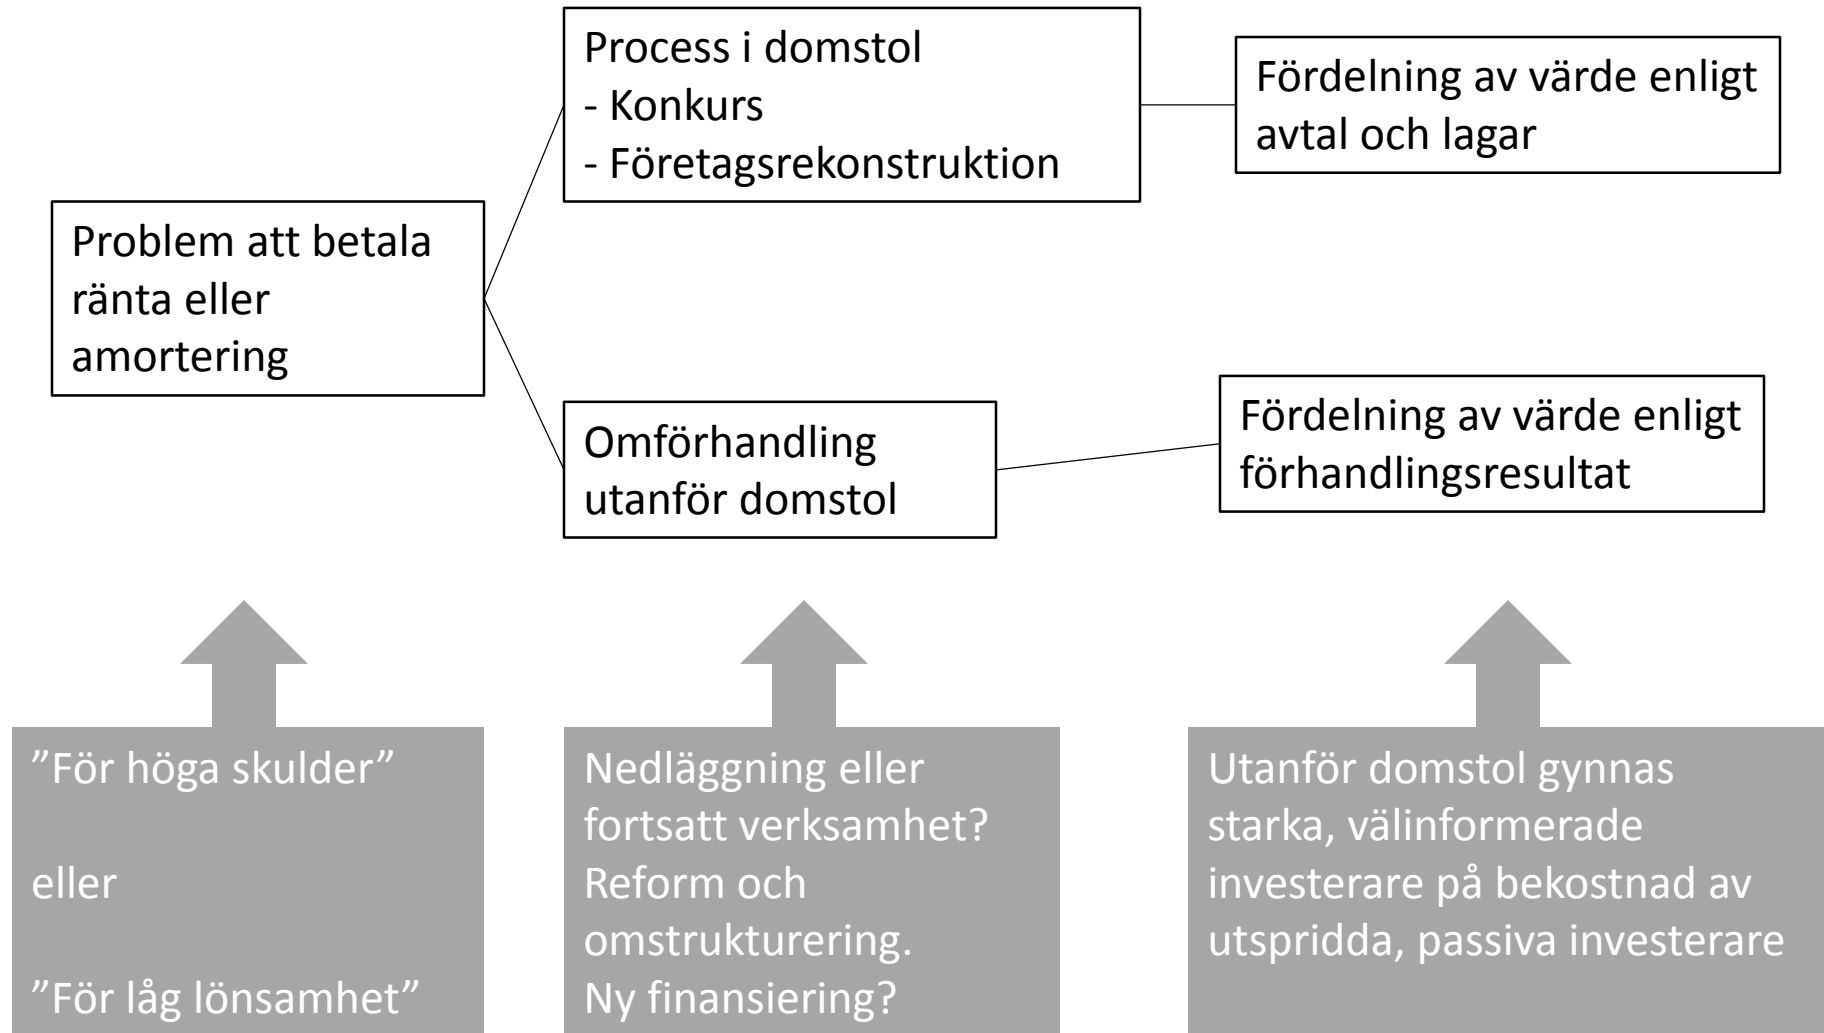 Process i domstol
- Konkurs
- Företagsrekonstruktion
Fördelning av värde enligt
avtal och lagar
Problem att betala
ränta eller
amortering
Omförhandling
utanför domstol
Fördelning av värde enligt
förhandlingsresultat
”För höga skulder”
eller
”För låg lönsamhet”
Nedläggning eller
fortsatt verksamhet?
Reform och
omstrukturering.
Ny finansiering?
Utanför domstol gynnas
starka, välinformerade
investerare på bekostnad av
utspridda, passiva investerare